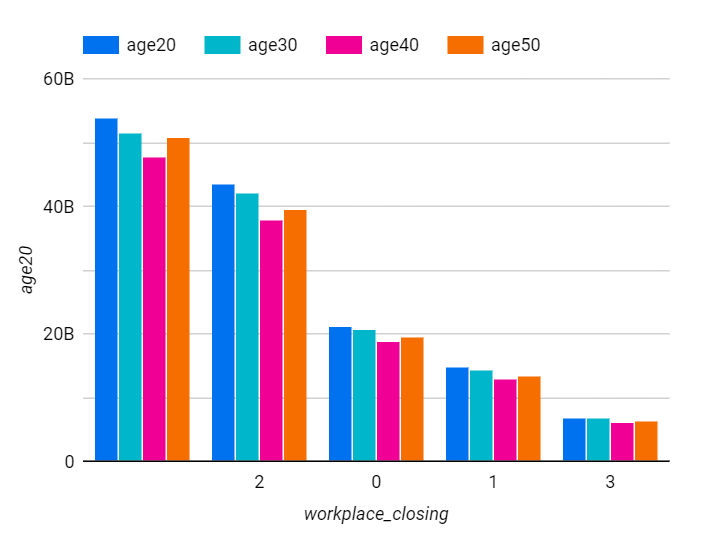 age20 age30 age40 age50
60B
40B
20B
0
age20
2 0 1 3
workplace_closing